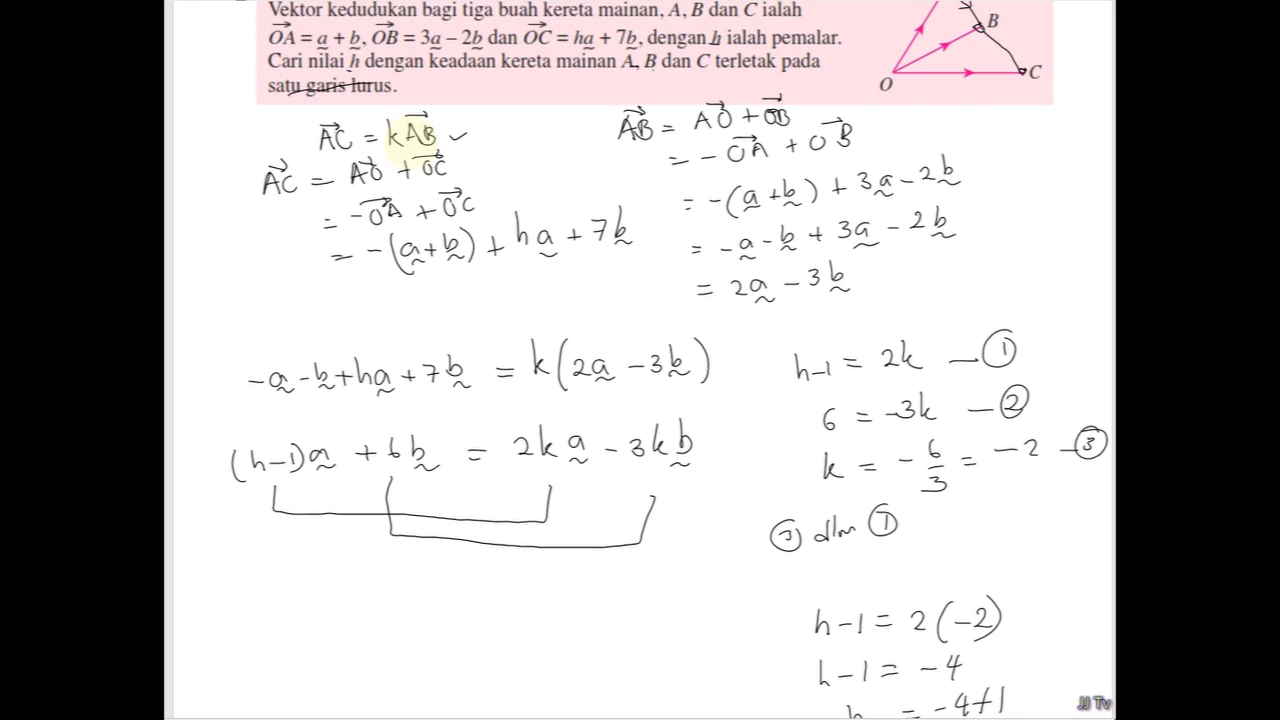 Vektor kedudukan bagi tiga buah kereta mainan, A, B dan C ialah
OA = a + b, OB = 3a – 2b dan OC = ha + 7b, dengan h ialah pemalar.
Cari nilai h dengan keadaan kereta mainan A, B dan C terletak pada
satu garis lurus.
B
O
C
AC = kAB ✓
AC = AO + OC
= -OA + OC
= -(a+b) + ha + 7b
AB = AO + OB
= -OA + OB
= -(a+b) + 3a - 2b
= -a - b + 3a - 2b
= 2a - 3b
-a - b + ha + 7b = k(2a - 3b)
(h-1)a + 6b = 2ka - 3kb
h-1 = 2k — ①
6 = -3k — ②
k = -6/3 = -2 — ③
③ dlm ①
h-1 = 2(-2)
h-1 = -4
h = -4+1
JJ Tv